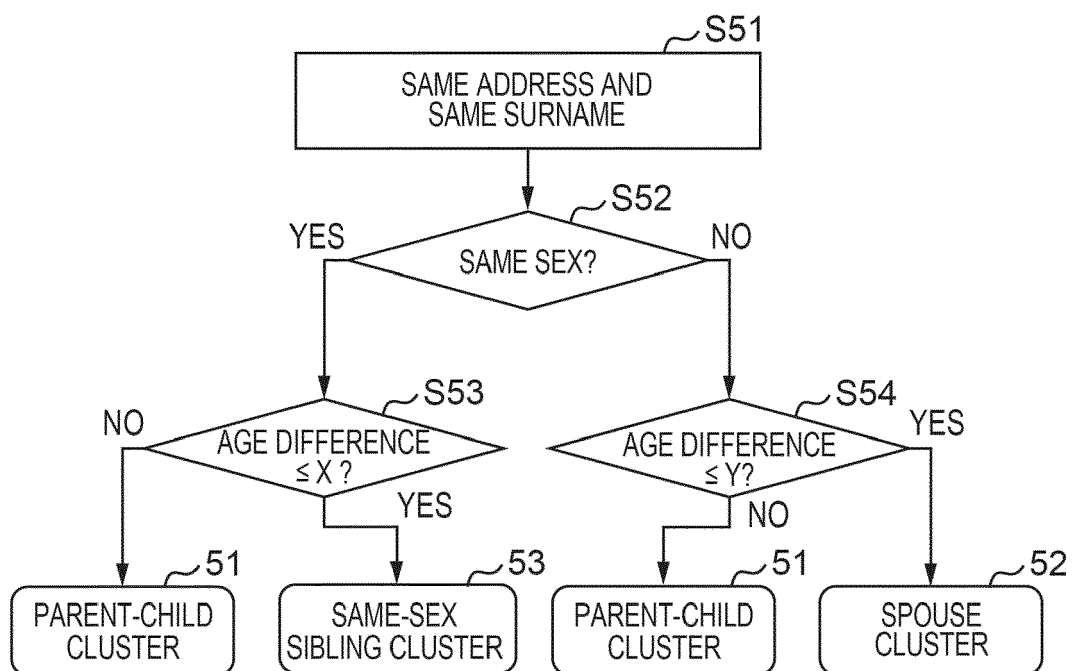 S51
SAME ADDRESS AND
SAME SURNAME
S52
YES
NO
SAME SEX?
S53
S54
NO
YES
AGE DIFFERENCE
≤ X ?
AGE DIFFERENCE
≤ Y?
YES
NO
51
53
51
52
PARENT-CHILD
CLUSTER
SAME-SEX
SIBLING CLUSTER
PARENT-CHILD
CLUSTER
SPOUSE
CLUSTER